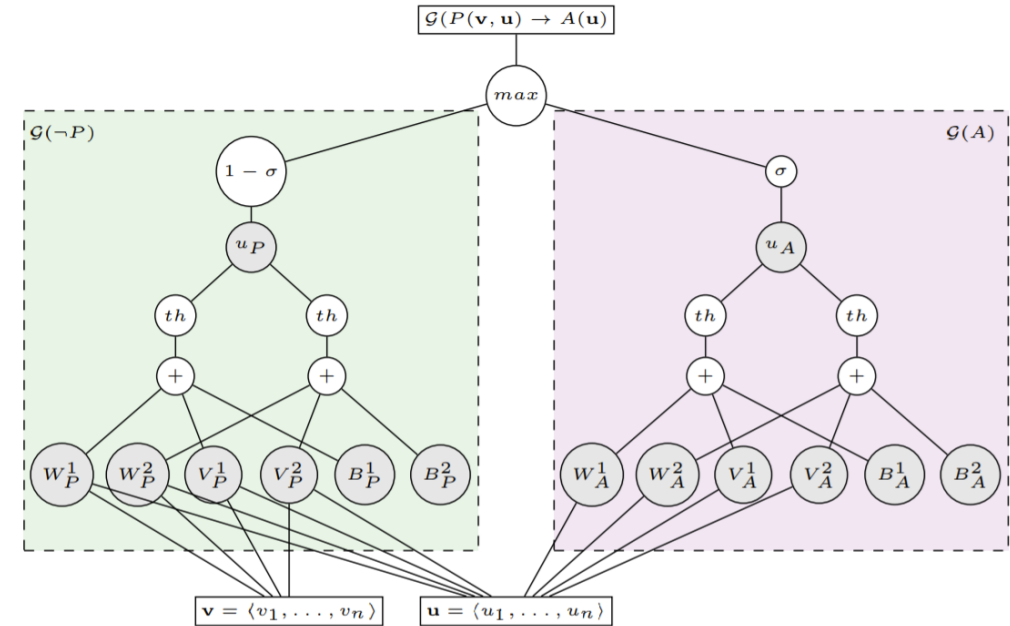 𝒢(P(v, u) → A(u)
max
𝒢(¬P)
𝒢(A)
1 − σ
σ
u_P
u_A
th th th th
+ + + +
W_P^1 W_P^2 V_P^1 V_P^2 B_P^1 B_P^2 W_A^1 W_A^2 V_A^1 V_A^2 B_A^1 B_A^2
v = ⟨v_1, . . . , v_n⟩
u = ⟨u_1, . . . , u_n⟩